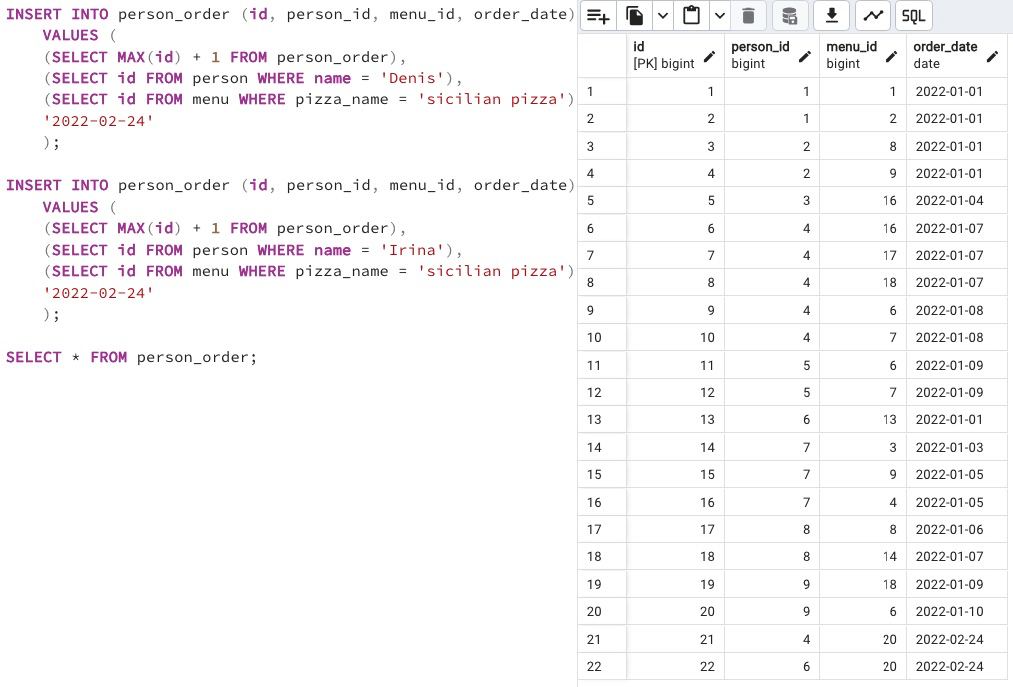 INSERT INTO person_order (id, person_id, menu_id, order_date)
VALUES (
(SELECT MAX(id) + 1 FROM person_order),
(SELECT id FROM person WHERE name = 'Denis'),
(SELECT id FROM menu WHERE pizza_name = 'sicilian pizza')
'2022-02-24'
);
INSERT INTO person_order (id, person_id, menu_id, order_date)
VALUES (
(SELECT MAX(id) + 1 FROM person_order),
(SELECT id FROM person WHERE name = 'Irina'),
(SELECT id FROM menu WHERE pizza_name = 'sicilian pizza')
'2022-02-24'
);
SELECT * FROM person_order;
SQL
id person_id menu_id order_date
[PK] bigint bigint bigint date
1 1 1 1 2022-01-01
2 2 1 2 2022-01-01
3 3 2 8 2022-01-01
4 4 2 9 2022-01-01
5 5 3 16 2022-01-04
6 6 4 16 2022-01-07
7 7 4 17 2022-01-07
8 8 4 18 2022-01-07
9 9 4 6 2022-01-08
10 10 4 7 2022-01-08
11 11 5 6 2022-01-09
12 12 5 7 2022-01-09
13 13 6 13 2022-01-01
14 14 7 3 2022-01-03
15 15 7 9 2022-01-05
16 16 7 4 2022-01-05
17 17 8 8 2022-01-06
18 18 8 14 2022-01-07
19 19 9 18 2022-01-09
20 20 9 6 2022-01-10
21 21 4 20 2022-02-24
22 22 6 20 2022-02-24